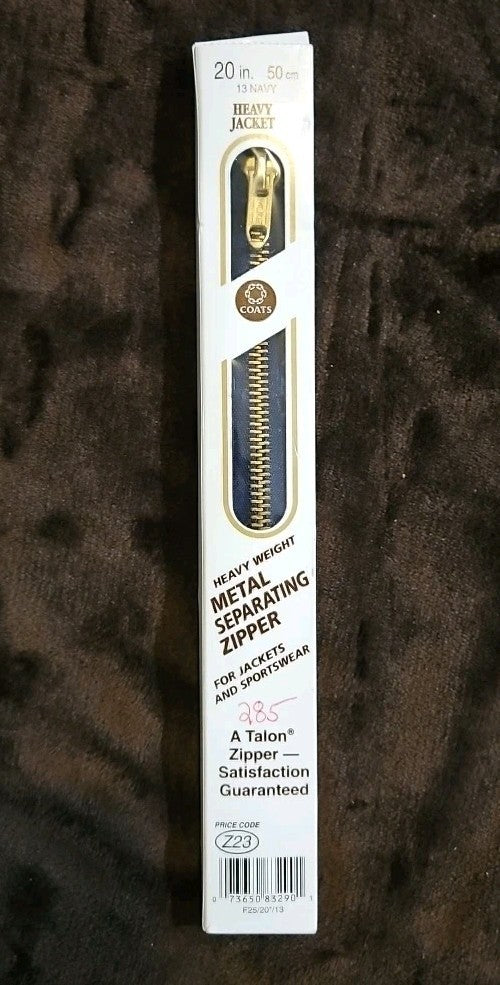 20 in. 50 cm
13 NAVY
HEAVY
JACKET
COATS
HEAVY WEIGHT
METAL
SEPARATING
ZIPPER
FOR JACKETS
AND SPORTSWEAR
285
A Talon®
Zipper —
Satisfaction
Guaranteed
PRICE CODE
Z23
0 73650 83290 1
F26/20"/13